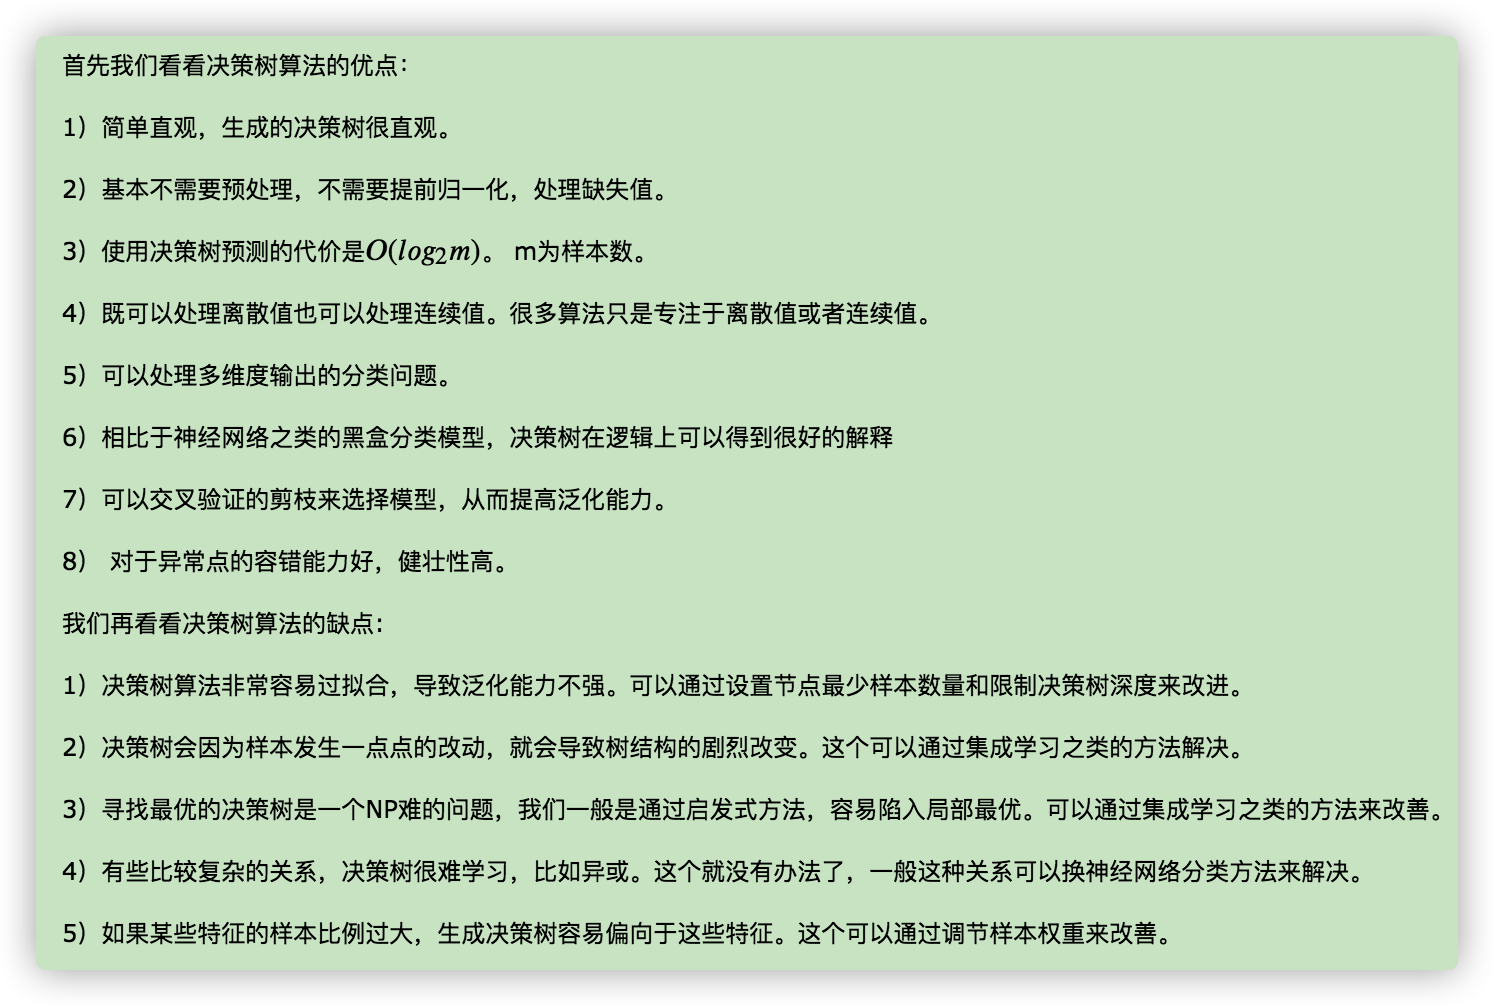 首先我们看看决策树算法的优点：
1）简单直观，生成的决策树很直观。
2）基本不需要预处理，不需要提前归一化，处理缺失值。
3）使用决策树预测的代价是O(log₂m)。 m为样本数。
4）既可以处理离散值也可以处理连续值。很多算法只是专注于离散值或者连续值。
5）可以处理多维度输出的分类问题。
6）相比于神经网络之类的黑盒分类模型，决策树在逻辑上可以得到很好的解释
7）可以交叉验证的剪枝来选择模型，从而提高泛化能力。
8） 对于异常点的容错能力好，健壮性高。
我们再看看决策树算法的缺点：
1）决策树算法非常容易过拟合，导致泛化能力不强。可以通过设置节点最少样本数量和限制决策树深度来改进。
2）决策树会因为样本发生一点点的改动，就会导致树结构的剧烈改变。这个可以通过集成学习之类的方法解决。
3）寻找最优的决策树是一个NP难的问题，我们一般是通过启发式方法，容易陷入局部最优。可以通过集成学习之类的方法来改善。
4）有些比较复杂的关系，决策树很难学习，比如异或。这个就没有办法了，一般这种关系可以换神经网络分类方法来解决。
5）如果某些特征的样本比例过大，生成决策树容易偏向于这些特征。这个可以通过调节样本权重来改善。